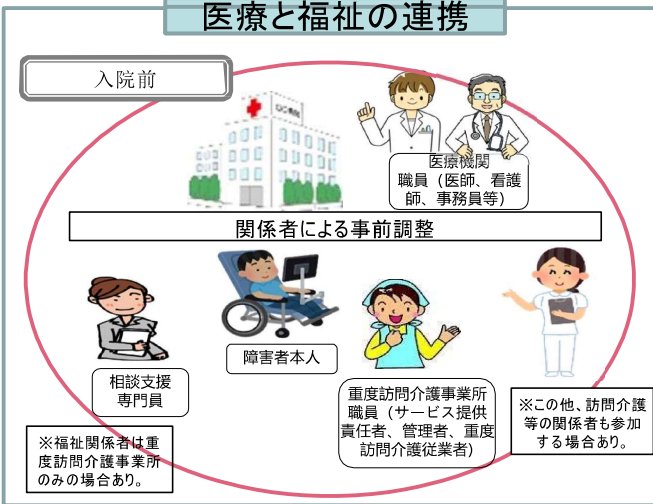 医療と福祉の連携
入院前
医療機関
職員（医師、看護
師、事務員等）
関係者による事前調整
障害者本人
相談支援
専門員
重度訪問介護事業所
職員（サービス提供
責任者、管理者、重度
訪問介護従業者）
※この他、訪問介護
等の関係者も参加
する場合あり。
※福祉関係者は重
度訪問介護事業所
のみの場合あり。